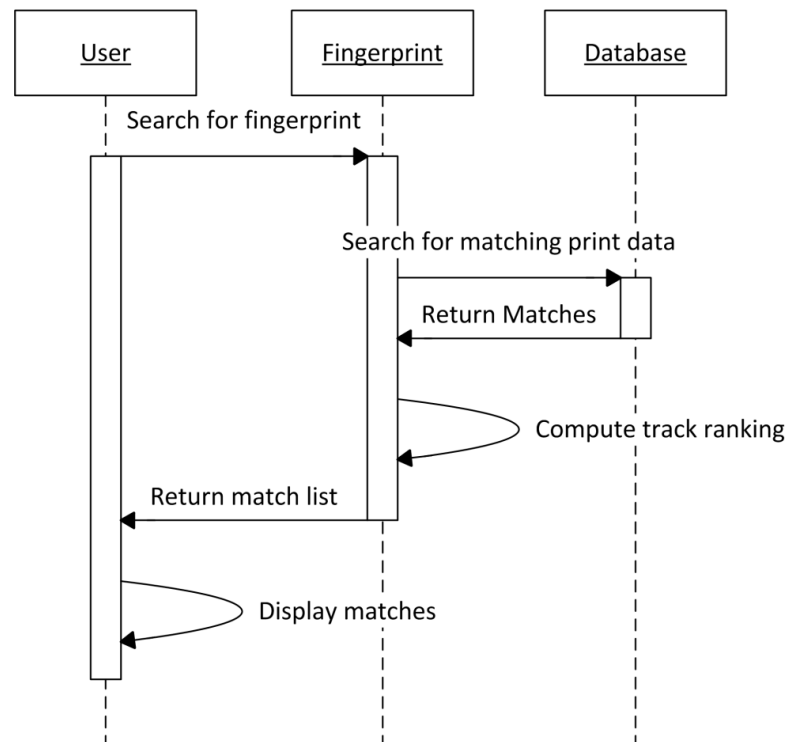 User
Fingerprint
Database
Search for fingerprint
Search for matching print data
Return Matches
Compute track ranking
Return match list
Display matches